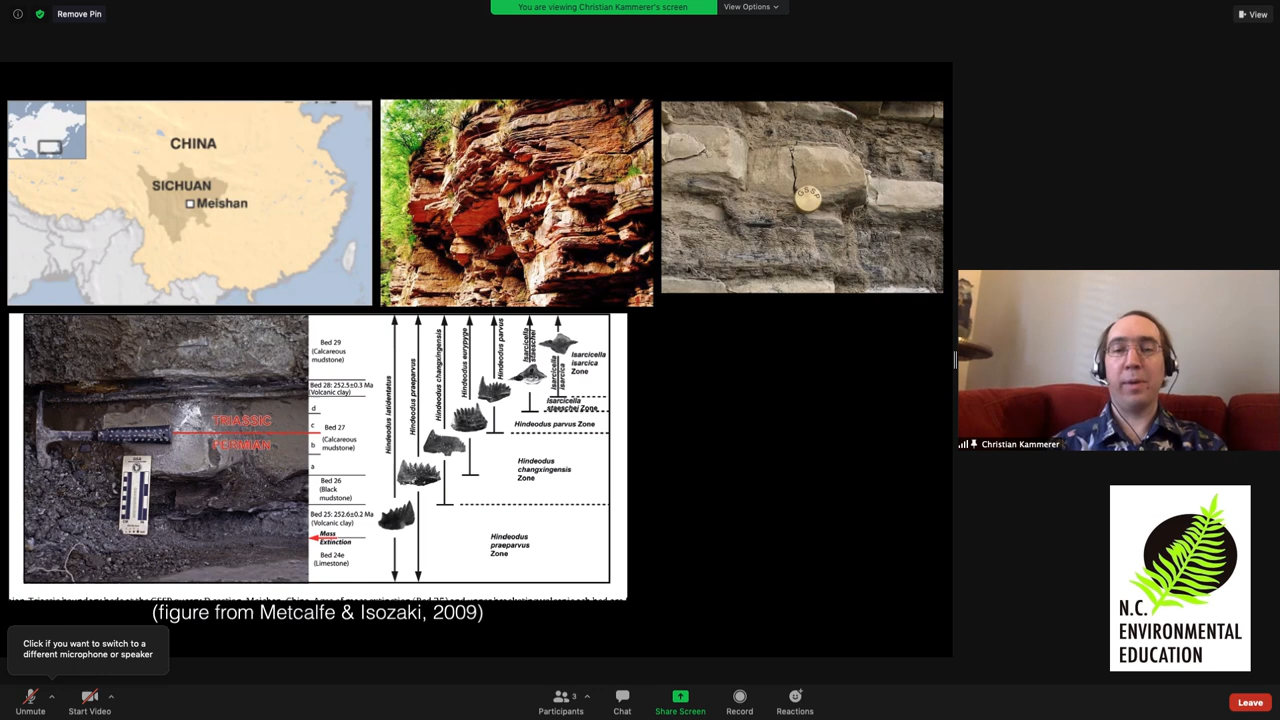 Remove Pin
You are viewing Christian Kammerer's screen
View Options
View
CHINA
SICHUAN
Meishan
GSSP
TRIASSIC
PERMIAN
Bed 29
(Calcareous
mudstone)
Bed 28: 252.5±0.3 Ma
(Volcanic clay)
d
c
Bed 27
(Calcareous
mudstone)
b
a
Bed 26
(Black
mudstone)
Bed 25: 252.6±0.2 Ma
(Volcanic clay)
Mass
Extinction
Bed 24e
(Limestone)
Hindeodus latidentatus
Hindeodus praeparvus
Hindeodus changxingensis
Hindeodus eurypyge
Hindeodus parvus
Isarcicella
staeschei
Isarcicella
isarcica
Isarcicella
isarcica
Zone
Isarcicella
staeschei Zone
Hindeodus parvus Zone
Hindeodus
changxingensis
Zone
Hindeodus
praeparvus
Zone
(figure from Metcalfe & Isozaki, 2009)
Christian Kammerer
N.C.
ENVIRONMENTAL
EDUCATION
Click if you want to switch to a
different microphone or speaker
Unmute
Start Video
3
Participants
Chat
Share Screen
Record
Reactions
Leave